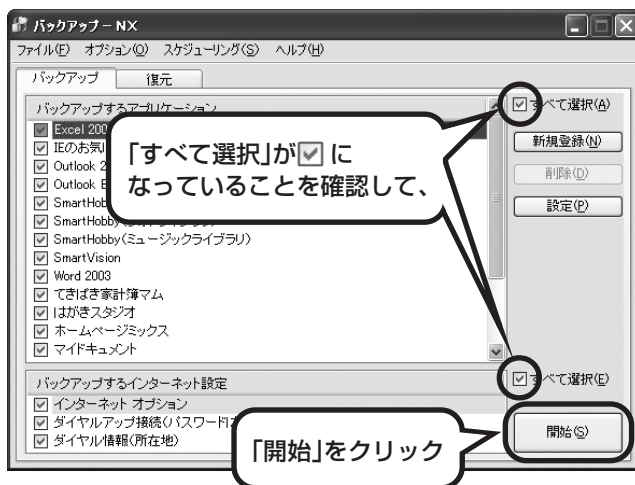 バックアップ－NX
ファイル(F) オプション(O) スケジューリング(S) ヘルプ(H)
バックアップ 復元
バックアップするアプリケーション
すべて選択(A)
Excel 200
IEのお気に
Outlook 2
Outlook E
SmartHob
SmartHobby(
SmartHobby(ミュージックライブラリ)
SmartVision
Word 2003
てきぱき家計簿マム
はがきスタジオ
ホームページミックス
マイドキュメント
新規登録(N)
削除(D)
設定(P)
「すべて選択」が☑に
なっていることを確認して、
バックアップするインターネット設定
すべて選択(E)
インターネット オプション
ダイヤルアップ接続(パスワードは
ダイヤル情報(所在地)
開始(S)
「開始」をクリック